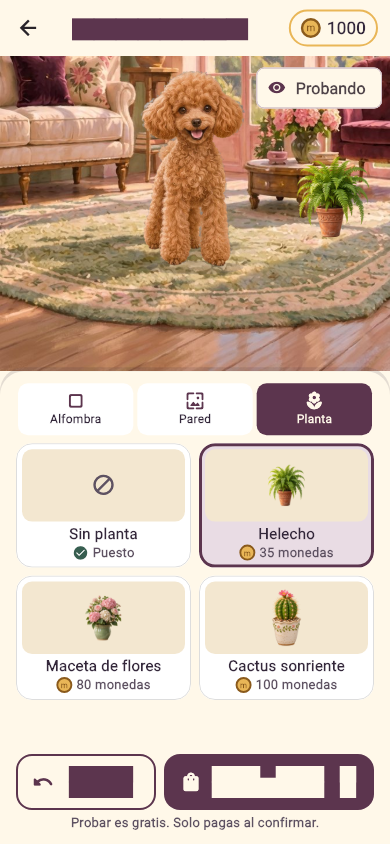 1000
Probando
Alfombra
Pared
Planta
Sin planta
Puesto
Helecho
m 35 monedas
Maceta de flores
m 80 monedas
Cactus sonriente
m 100 monedas
Probar es gratis. Solo pagas al confirmar.